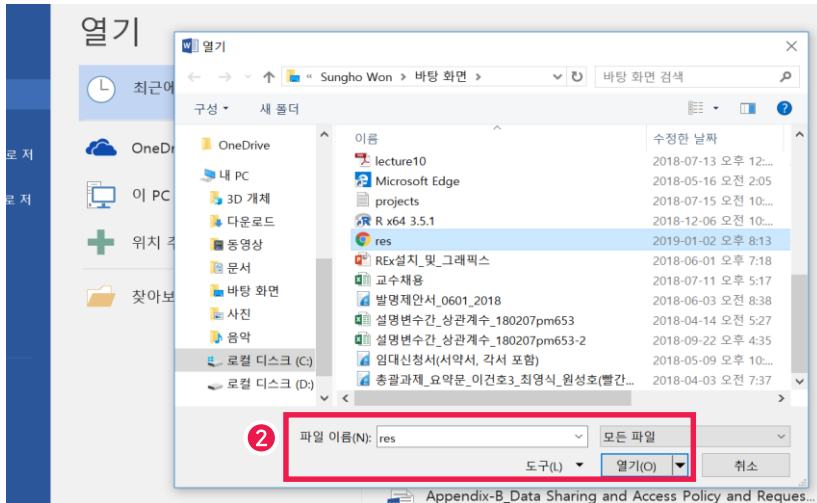 열기
열기
Sungho Won > 바탕 화면 >
바탕 화면 검색
구성
새 폴더
최근에
OneDr
이 PC
위치 추
찾아보
로 저
로 저
OneDrive
내 PC
3D 개체
다운로드
동영상
문서
바탕 화면
사진
음악
로컬 디스크 (C:)
로컬 디스크 (D:)
이름 수정한 날짜
lecture10 2018-07-13 오후 12:...
Microsoft Edge 2018-05-16 오전 2:05
projects 2018-07-15 오전 10:...
R x64 3.5.1 2018-12-06 오전 10:...
res 2019-01-02 오후 8:13
REx설치_및_그래픽스 2018-06-01 오후 7:18
교수채용 2018-07-11 오후 5:17
발명제안서_0601_2018 2018-06-03 오전 8:38
설명변수간_상관계수_180207pm653 2018-04-14 오전 5:27
설명변수간_상관계수_180207pm653-2 2018-09-22 오후 4:35
임대신청서(서약서, 각서 포함) 2018-05-09 오후 10:...
총괄과제_요약문_이건호3_최영식_원성호(빨간... 2018-04-03 오전 7:37
2
파일 이름(N): res 모든 파일
도구(L) 열기(O) 취소
Appendix-B_Data Sharing and Access Policy and Reques...